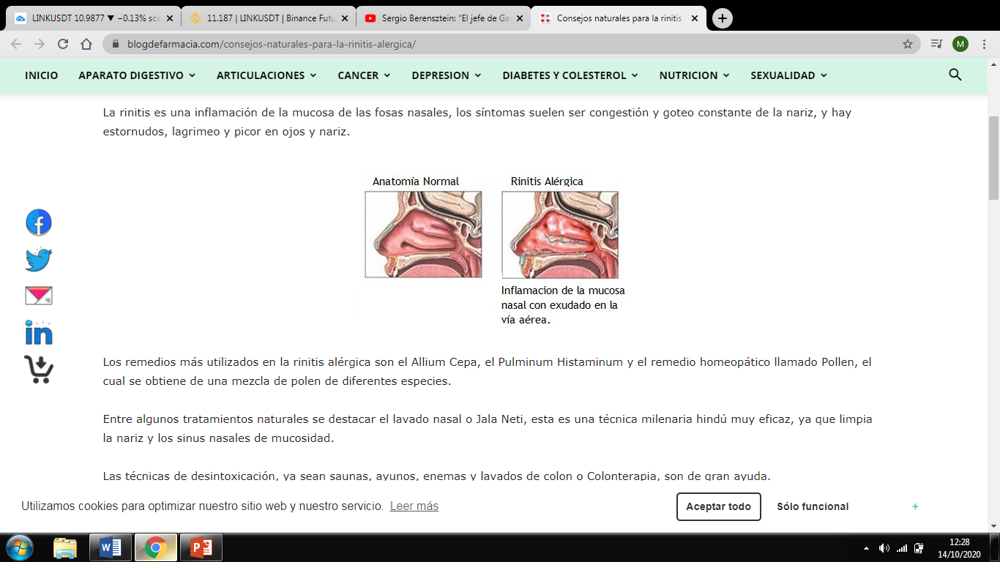 LINKUSDT 10.9877 ▼ −0.13% sca
11.187 | LINKUSDT | Binance Futu
Sergio Berensztein: "El jefe de Ga
Consejos naturales para la rinitis
blogdefarmacia.com/consejos-naturales-para-la-rinitis-alergica/
M
INICIO APARATO DIGESTIVO ARTICULACIONES CANCER DEPRESION DIABETES Y COLESTEROL NUTRICION SEXUALIDAD
La rinitis es una inflamación de la mucosa de las fosas nasales, los síntomas suelen ser congestión y goteo constante de la nariz, y hay
estornudos, lagrimeo y picor en ojos y nariz.
Anatomía Normal
Rinitis Alérgica
Inflamacion de la mucosa
nasal con exudado en la
vía aérea.
Los remedios más utilizados en la rinitis alérgica son el Allium Cepa, el Pulminum Histaminum y el remedio homeopático llamado Pollen, el
cual se obtiene de una mezcla de polen de diferentes especies.
Entre algunos tratamientos naturales se destacar el lavado nasal o Jala Neti, esta es una técnica milenaria hindú muy eficaz, ya que limpia
la nariz y los sinus nasales de mucosidad.
Las técnicas de desintoxicación, ya sean saunas, ayunos, enemas y lavados de colon o Colonterapia, son de gran ayuda.
Utilizamos cookies para optimizar nuestro sitio web y nuestro servicio. Leer más
Aceptar todo
Sólo funcional
+
12:28
14/10/2020